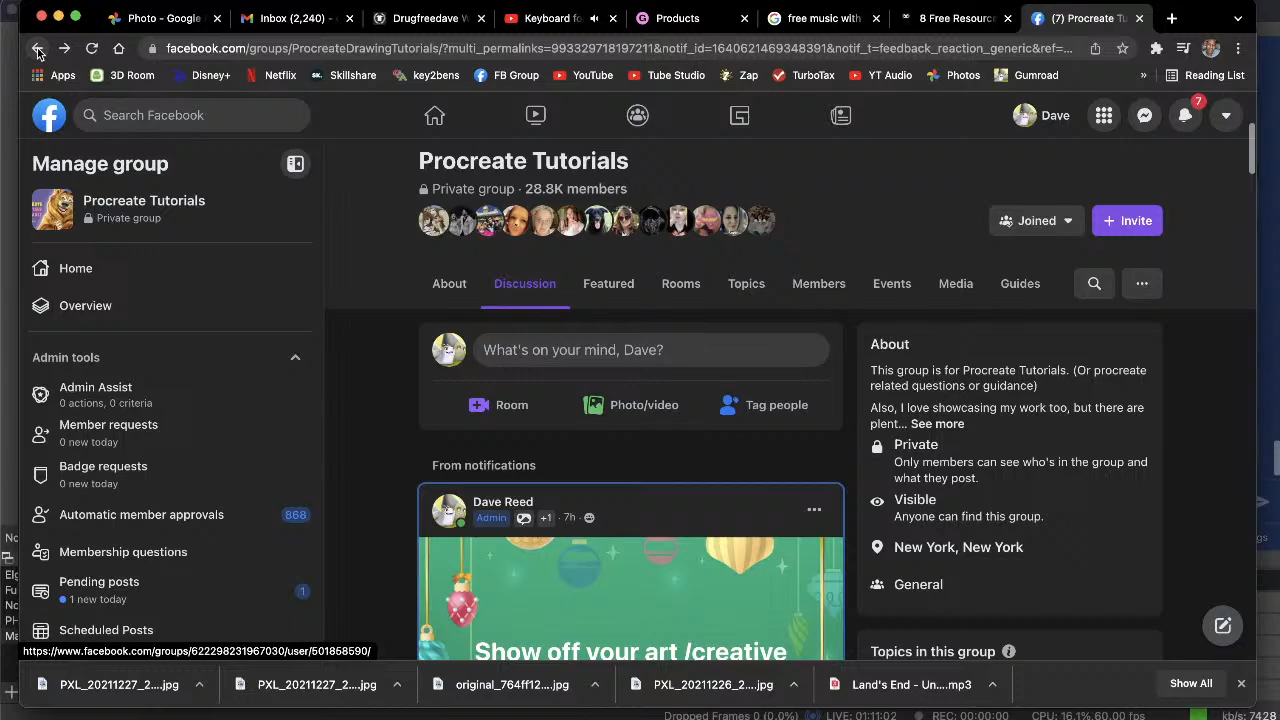 Photo - Google
Inbox (2,240) -
Drugfreedave W
Keyboard for
Products
free music with
8 Free Resourc
(7) Procreate Tu
facebook.com/groups/ProcreateDrawingTutorials/?multi_permalinks=993329718197211&notif_id=1640621469348391&notif_t=feedback_reaction_generic&ref=...
Apps
3D Room
Disney+
Netflix
Skillshare
key2bens
FB Group
YouTube
Tube Studio
Zap
TurboTax
YT Audio
Photos
Gumroad
»
Reading List
Search Facebook
Dave
7
Manage group
Procreate Tutorials
Private group
Home
Overview
Admin tools
Admin Assist
0 actions, 0 criteria
Member requests
0 new today
Badge requests
0 new today
Automatic member approvals
868
Membership questions
Pending posts
1 new today
1
Scheduled Posts
https://www.facebook.com/groups/622298231967030/user/501858590/
Procreate Tutorials
Private group · 28.8K members
Joined
+ Invite
About
Discussion
Featured
Rooms
Topics
Members
Events
Media
Guides
What's on your mind, Dave?
Room
Photo/video
Tag people
From notifications
Dave Reed
Admin
+1 · 7h ·
Show off your art /creative
About
This group is for Procreate Tutorials. (Or procreate
related questions or guidance)
Also, I love showcasing my work too, but there are
plent... See more
Private
Only members can see who's in the group and
what they post.
Visible
Anyone can find this group.
New York, New York
General
Topics in this group
PXL_20211227_2....jpg
PXL_20211227_2....jpg
original_764ff12....jpg
PXL_20211226_2....jpg
Land's End - Un....mp3
Show All
Dropped Frames 0 (0.0%)
LIVE: 01:11:02
REC: 00:00:00
CPU: 16.1%, 60.00 fps
kb/s: 7428